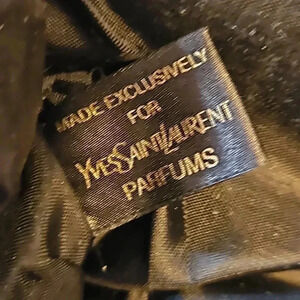 MADE EXCLUSIVELY
FOR
YVESSAINTLAURENT
PARFUMS